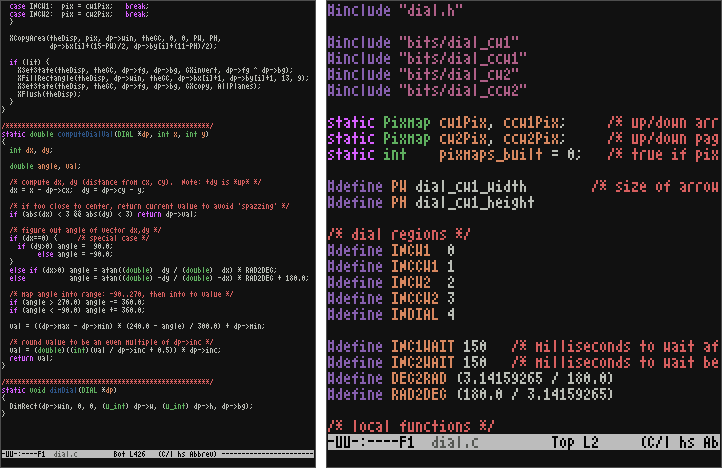 case INCW1:  pix = cw1Pix;   break;
case INCW2:  pix = cw2Pix;   break;
}
XCopyArea(theDisp, pix, dp->win, theGC, 0, 0, PW, PH,
dp->bx[i]+(15-PW)/2, dp->by[i]+(11-PH)/2);
if (lit) {
XSetState(theDisp, theGC, dp->fg, dp->bg, GXinvert, dp->fg ^ dp->bg);
XFillRectangle(theDisp, dp->win, theGC, dp->bx[i]+1, dp->by[i]+1, 13, 9);
XSetState(theDisp, theGC, dp->fg, dp->bg, GXcopy, AllPlanes);
XFlush(theDisp);
}
}
/***************************************************/
static double computeDialVal(DIAL *dp, int x, int y)
{
int dx, dy;
double angle, val;
/* compute dx, dy (distance from cx, cy).  Note: +dy is *up* */
dx = x - dp->cx;  dy = dp->cy - y;
/* if too close to center, return current value to avoid 'spazzing' */
if (abs(dx) < 3 && abs(dy) < 3) return dp->val;
/* figure out angle of vector dx,dy */
if (dx==0) {     /* special case */
if (dy>0) angle =  90.0;
else angle = -90.0;
}
else if (dx>0) angle = atan((double)  dy / (double)  dx) * RAD2DEG;
else           angle = atan((double) -dy / (double) -dx) * RAD2DEG + 180.0;
/* map angle into range: -90..270, then into to value */
if (angle > 270.0) angle -= 360.0;
if (angle < -90.0) angle += 360.0;
val = ((dp->max - dp->min) * (240.0 - angle) / 300.0) + dp->min;
/* round value to be an even multiple of dp->inc */
val = (double)((int)(val / dp->inc + 0.5)) * dp->inc;
return val;
}
/***************************************************/
static void dimDial(DIAL *dp)
{
DimRect(dp->win, 0, 0, (u_int) dp->w, (u_int) dp->h, dp->bg);
}
-UU-:----F1  dial.c         Bot L426   (C/l hs Abbrev) -----------------------
#include "dial.h"
#include "bits/dial_cw1"
#include "bits/dial_ccw1"
#include "bits/dial_cw2"
#include "bits/dial_ccw2"
static Pixmap cw1Pix, ccw1Pix;     /* up/down arr
static Pixmap cw2Pix, ccw2Pix;     /* up/down pag
static int    pixmaps_built = 0;   /* true if pix
#define PW dial_cw1_width        /* size of arrow
#define PH dial_cw1_height
/* dial regions */
#define INCW1  0
#define INCCW1 1
#define INCW2  2
#define INCCW2 3
#define INDIAL 4
#define INC1WAIT 150   /* milliseconds to wait af
#define INC2WAIT 150   /* milliseconds to wait be
#define DEG2RAD (3.14159265 / 180.0)
#define RAD2DEG (180.0 / 3.14159265)
/* local functions */
-UU-:----F1  dial.c         Top L2     (C/l hs Ab